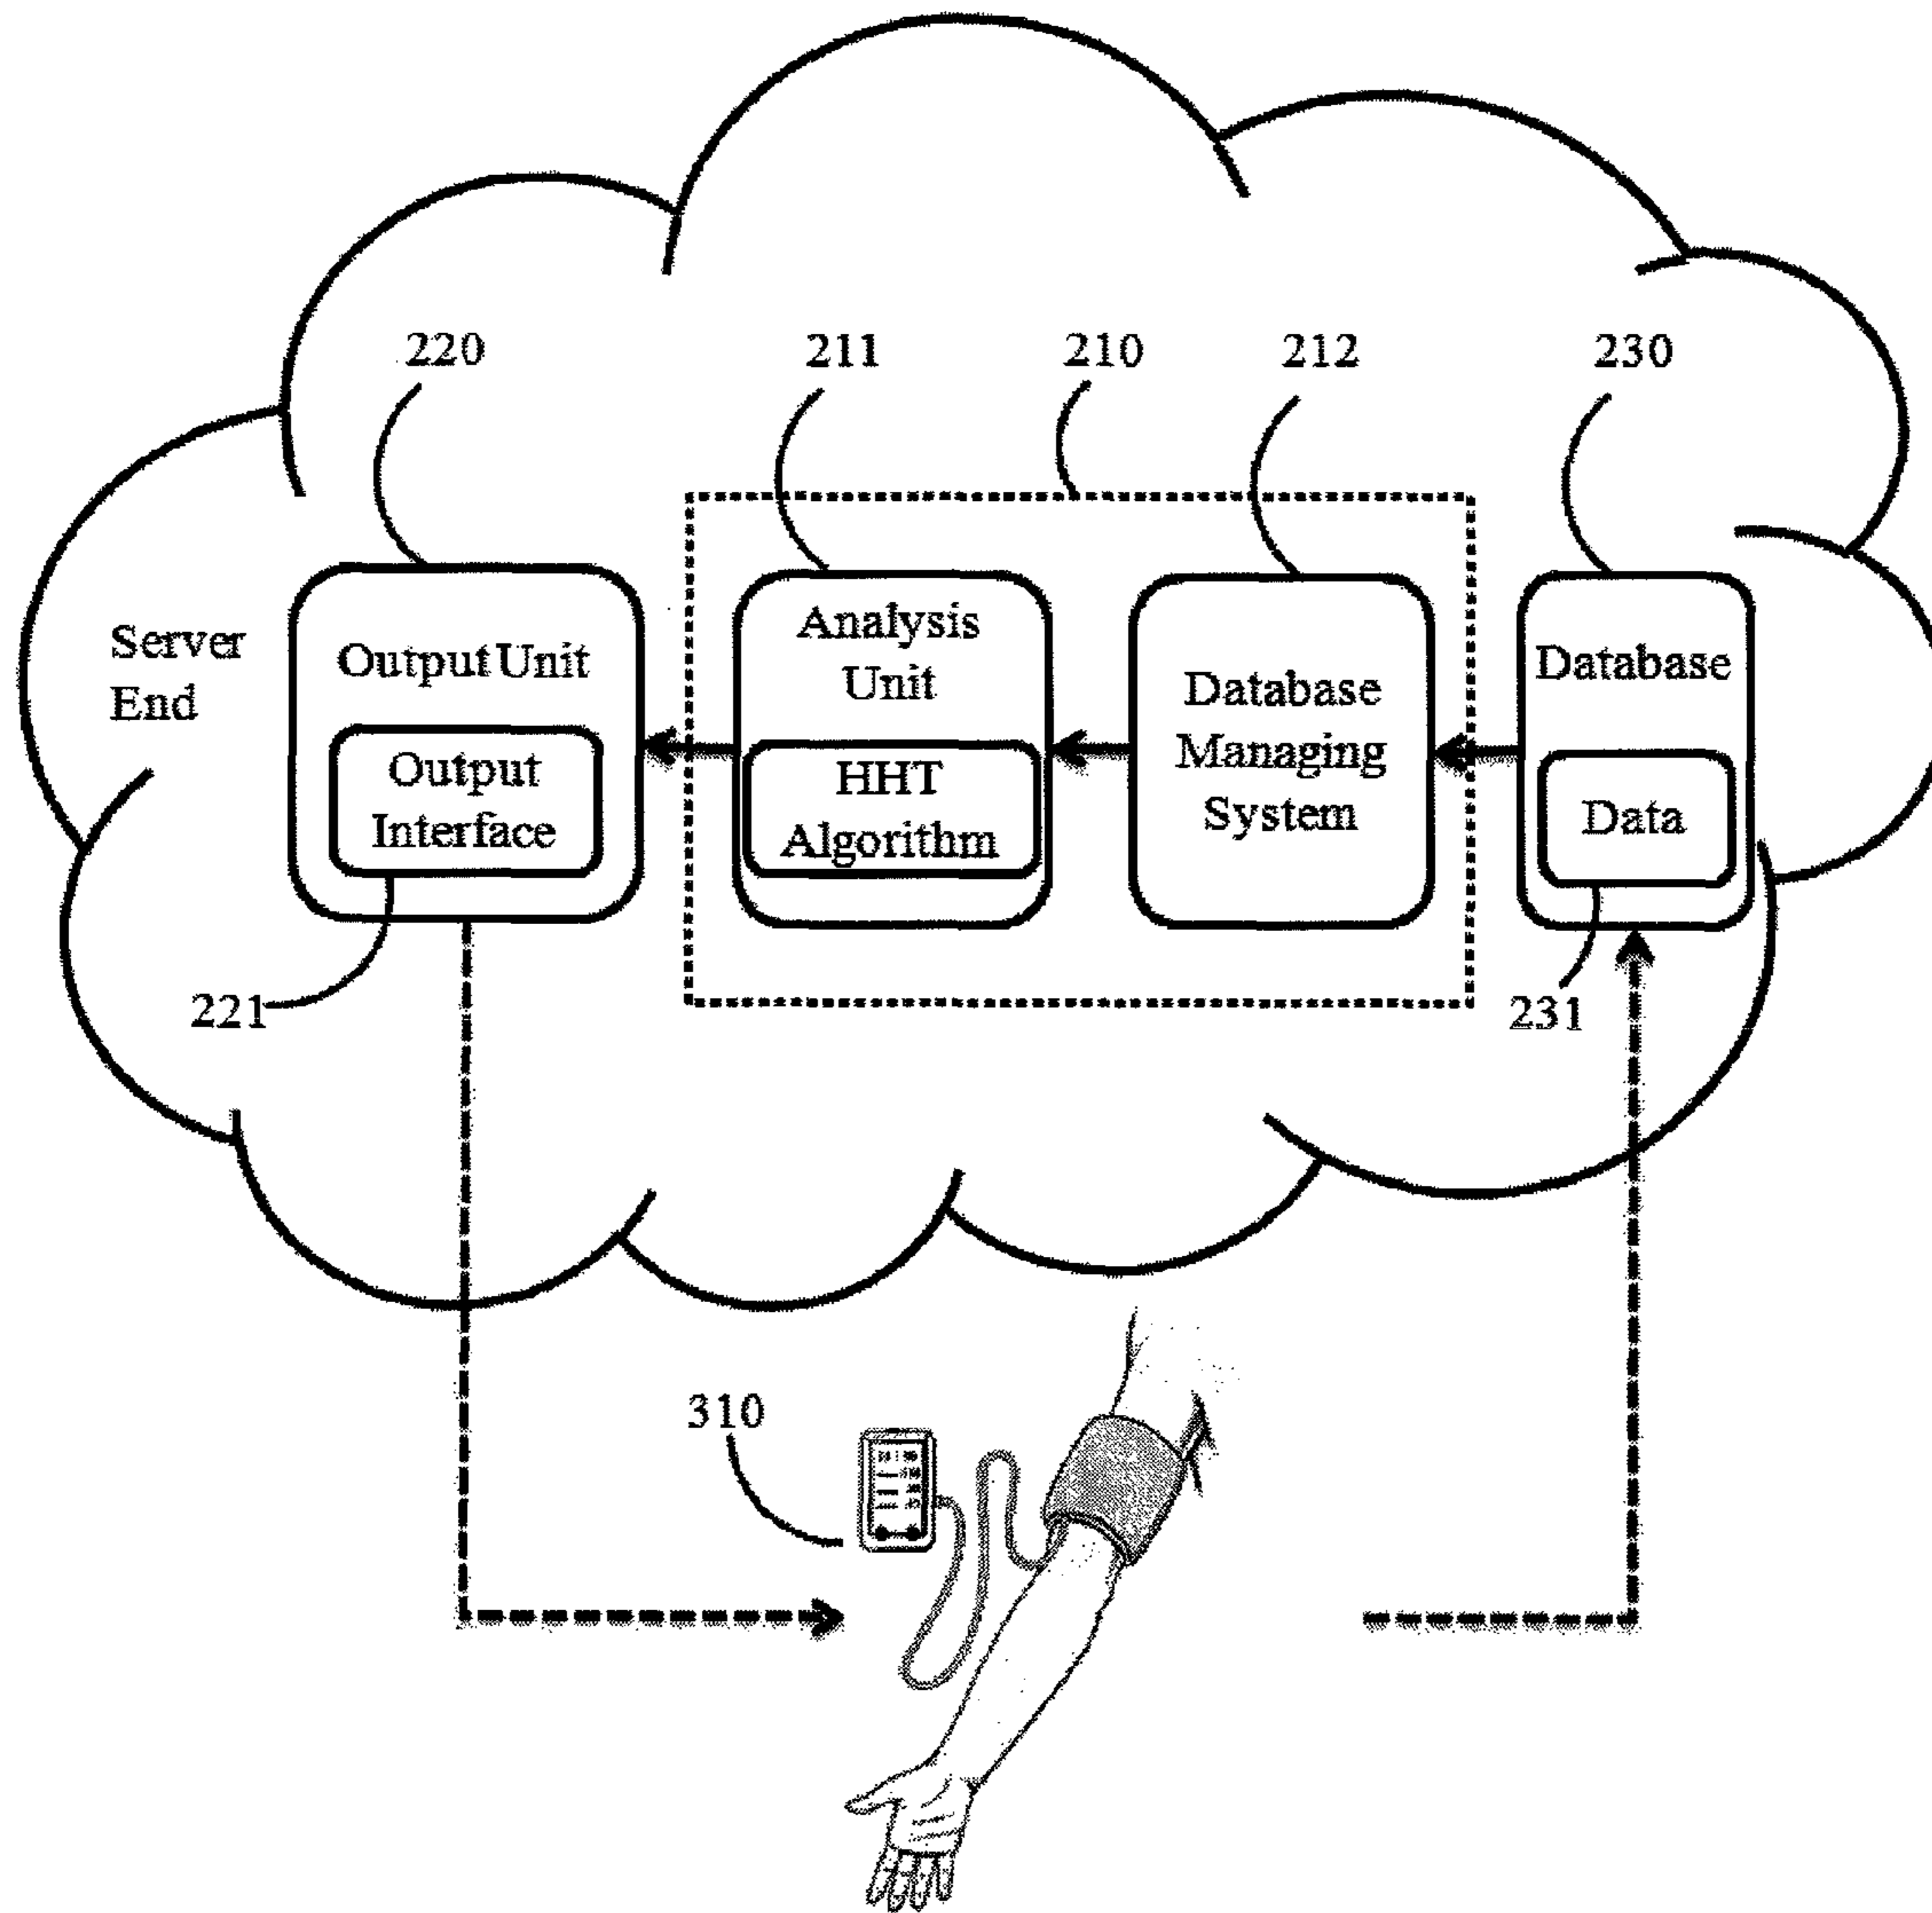 220
211
210
212
230
Server
End
Output Unit
Output
Interface
Analysis
Unit
HHT
Algorithm
Database
Managing
System
Database
Data
221
231
310